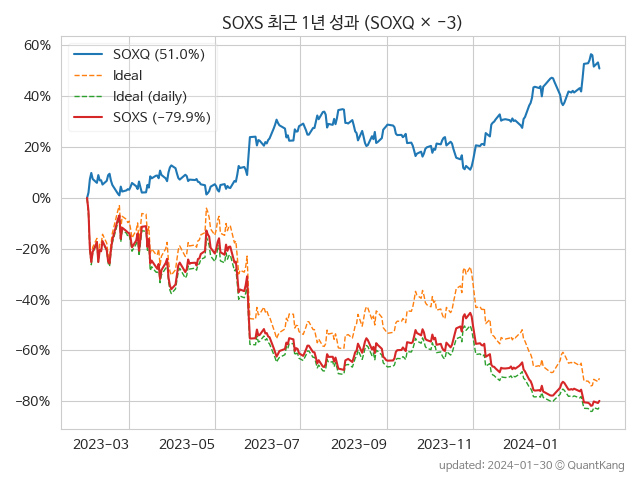 SOXS 최근 1년 성과 (SOXQ × −3)
60%
40%
20%
0%
−20%
−40%
−60%
−80%
SOXQ (51.0%)
Ideal
Ideal (daily)
SOXS (−79.9%)
2023-03
2023-05
2023-07
2023-09
2023-11
2024-01
updated: 2024-01-30 © QuantKang